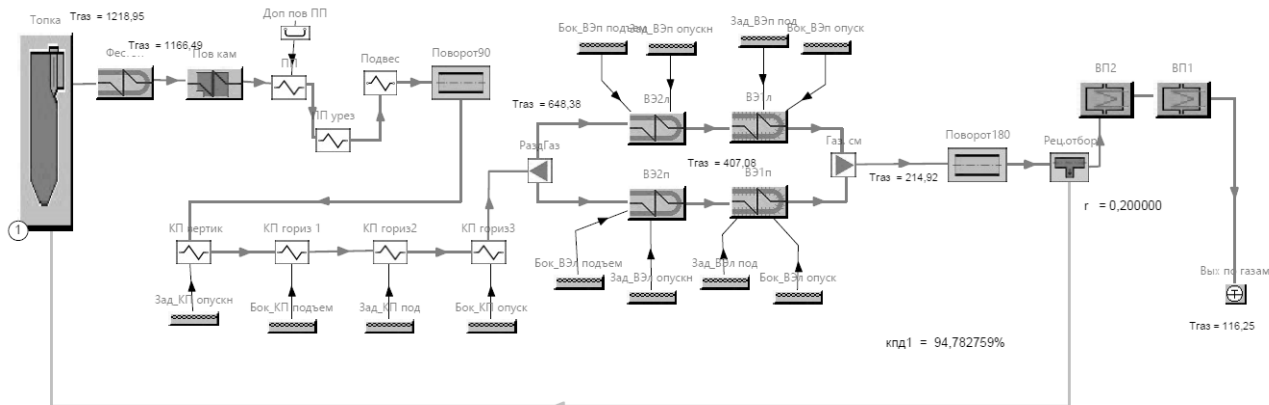 Топка
Тгаз = 1218,95
Тгаз = 1166,49
Пов кам
Доп пов ПП
ПП
ПП урез
Подвес
Поворот90
Бок_ВЭп подъем
Зад_ВЭп под
Бок_ВЭп опуск
Тгаз = 648,38
ВЭ2л
ВЭ1л
РаздГаз
Тгаз = 407,08
ВЭ2п
ВЭ1п
Газ. см
Тгаз = 214,92
Поворот180
Рец.отбор
ВП2
ВП1
r = 0,200000
1
КП вертик
КП гориз 1
КП гориз2
КП гориз3
Бок_ВЭл подъем
Зад_ВЭл опускн
Зад_ВЭл под
Бок_ВЭл опуск
Вых по газам
Зад_КП опускн
Бок_КП подъем
Зад_КП под
Бок_КП опуск
Тгаз = 116,25
кпд1 = 94,782759%